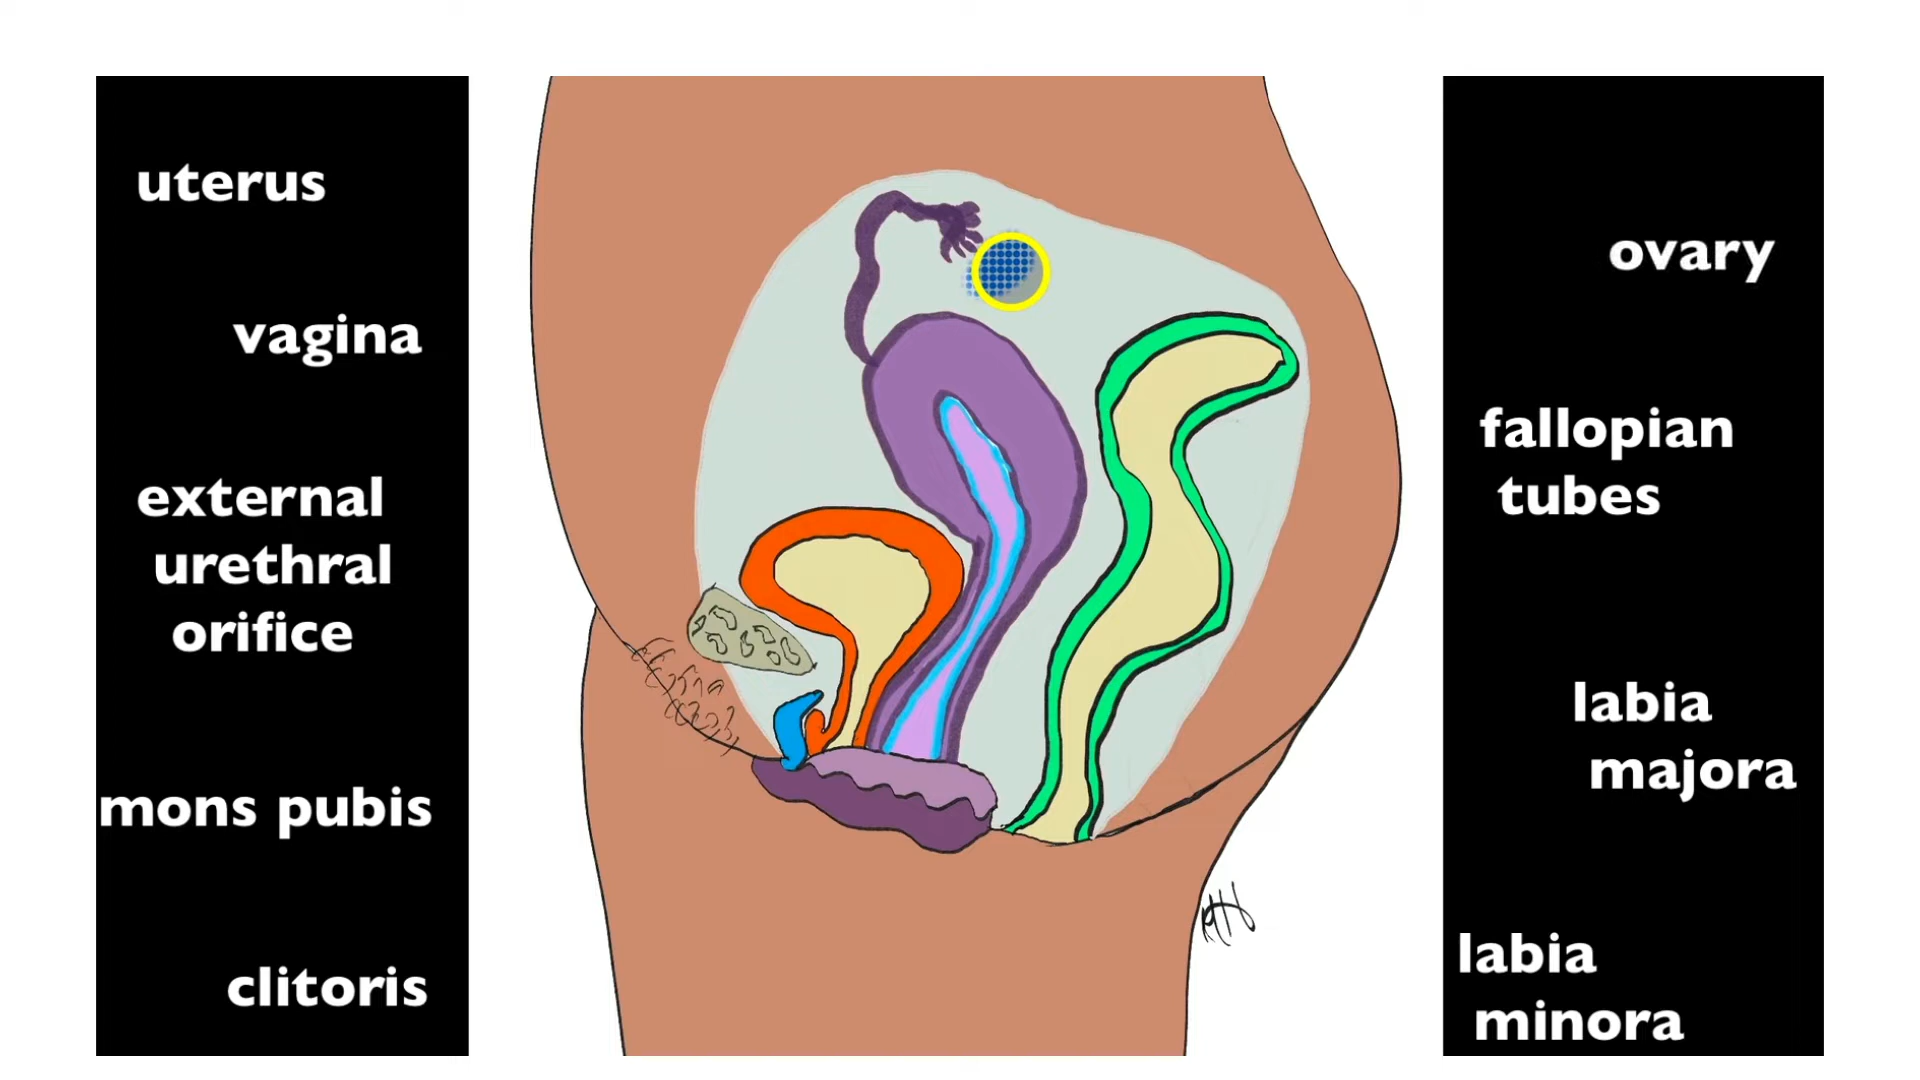 uterus
vagina
external
urethral
orifice
mons pubis
clitoris
ovary
fallopian
tubes
labia
majora
labia
minora